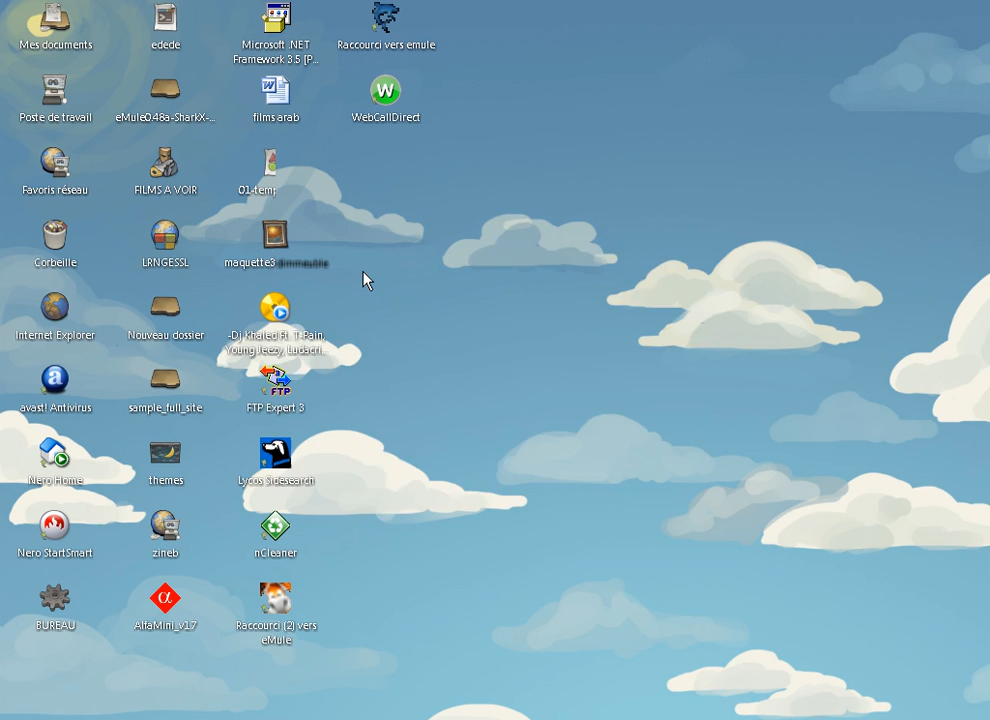 Mes documents
edede
Microsoft .NET
Framework 3.5 [P...
Raccourci vers emule
Poste de travail
eMule0.48a-SharkX-...
films arab
WebCallDirect
Favoris réseau
FILMS A VOIR
01-temp
Corbeille
LRNGESSL
maquette3
Internet Explorer
Nouveau dossier
-Dj Khaled Ft. T-Pain,
Young Jeezy, Ludacri...
avast! Antivirus
sample_full_site
FTP
FTP Expert 3
Nero Home
themes
Lycos Sidesearch
Nero StartSmart
zineb
nCleaner
BUREAU
AlfaMini_v17
Raccourci (2) vers
eMule